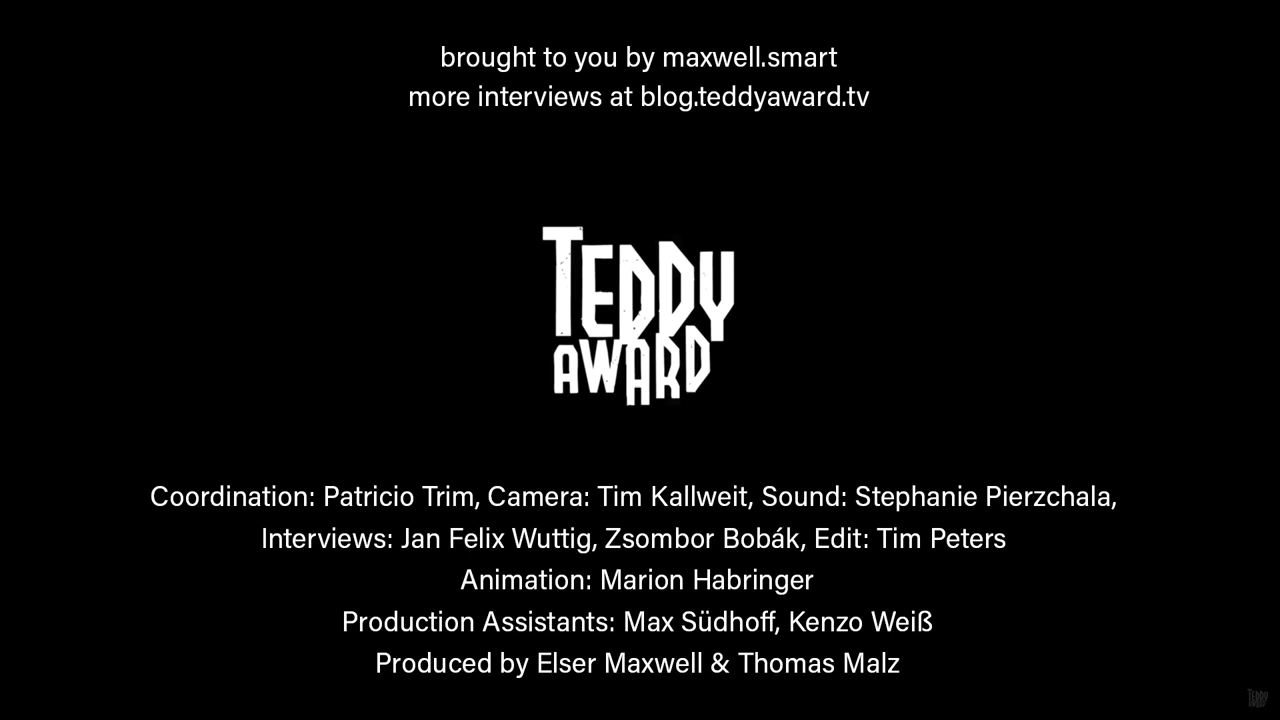 brought to you by maxwell.smart
more interviews at blog.teddyaward.tv
TEDDY
AWARD
Coordination: Patricio Trim, Camera: Tim Kallweit, Sound: Stephanie Pierzchala,
Interviews: Jan Felix Wuttig, Zsombor Bobák, Edit: Tim Peters
Animation: Marion Habringer
Production Assistants: Max Südhoff, Kenzo Weiß
Produced by Elser Maxwell & Thomas Malz
TEDDY
AWARD